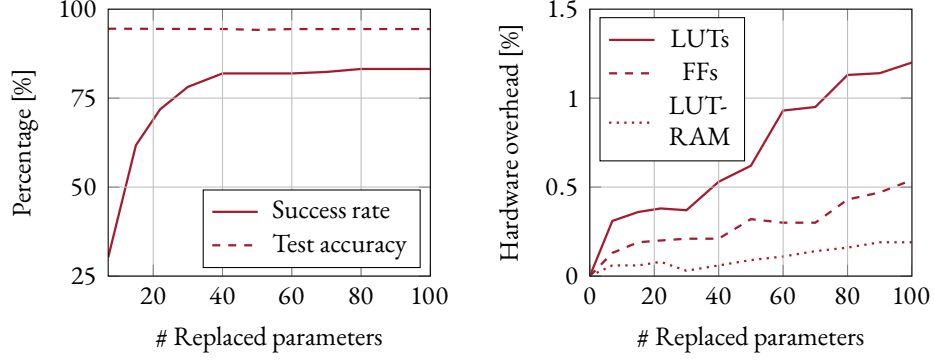 100
75
50
25
20
40
60
80
100
Percentage [%]
# Replaced parameters
Success rate
Test accuracy
1.5
1
0.5
0
0
20
40
60
80
100
Hardware overhead [%]
# Replaced parameters
LUTs
FFs
LUT-
RAM